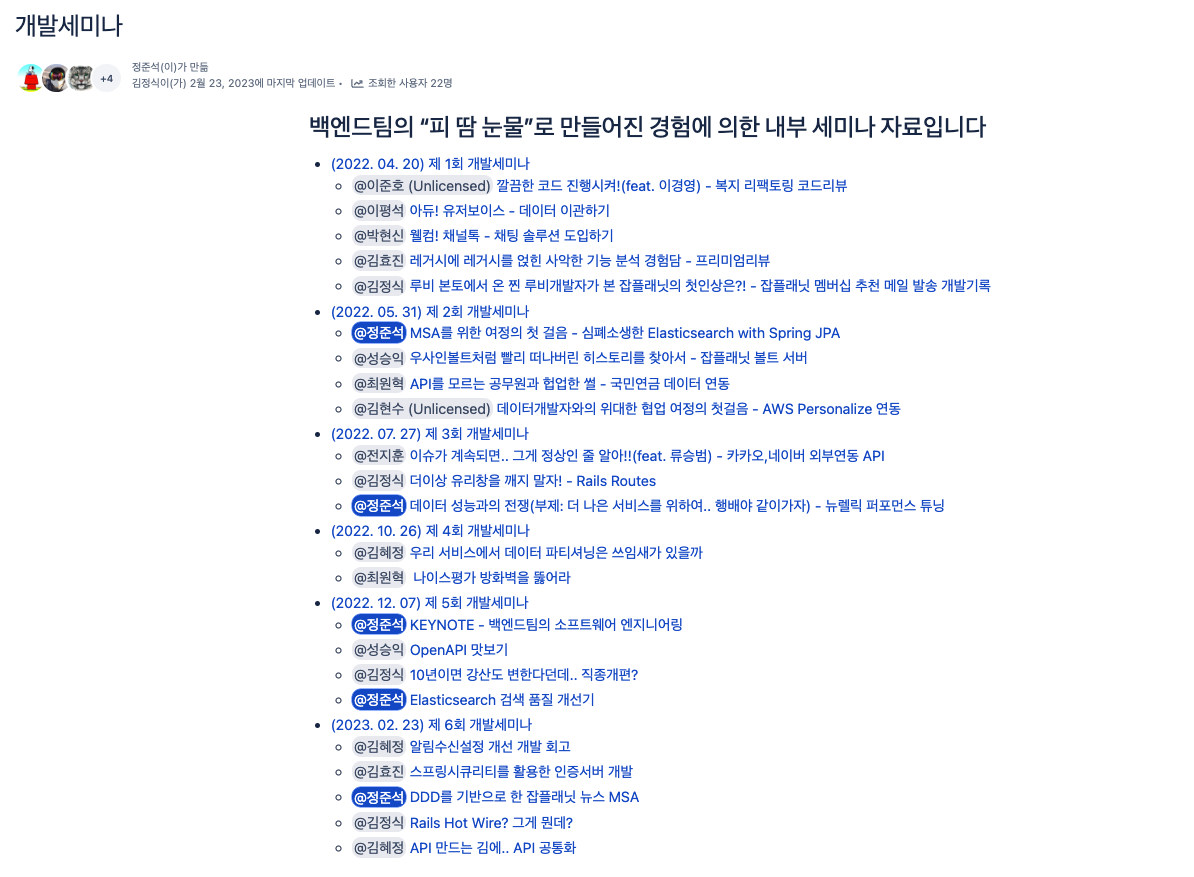 개발세미나
+4
정준석(이)가 만듦
김정식이(가) 2월 23, 2023에 마지막 업데이트 • 조회한 사용자 22명
백엔드팀의 “피 땀 눈물”로 만들어진 경험에 의한 내부 세미나 자료입니다
(2022. 04. 20) 제 1회 개발세미나
@이준호 (Unlicensed) 깔끔한 코드 진행시켜!(feat. 이경영) - 복지 리팩토링 코드리뷰
@이평석 아듀! 유저보이스 - 데이터 이관하기
@박현신 웰컴! 채널톡 - 채팅 솔루션 도입하기
@김효진 레거시에 레거시를 얹힌 사악한 기능 분석 경험담 - 프리미엄리뷰
@김정식 루비 본토에서 온 찐 루비개발자가 본 잡플래닛의 첫인상은?! - 잡플래닛 멤버십 추천 메일 발송 개발기록
(2022. 05. 31) 제 2회 개발세미나
@정준석 MSA를 위한 여정의 첫 걸음 - 심폐소생한 Elasticsearch with Spring JPA
@성승익 우사인볼트처럼 빨리 떠나버린 히스토리를 찾아서 - 잡플래닛 볼트 서버
@최원혁 API를 모르는 공무원과 협업한 썰 - 국민연금 데이터 연동
@김현수 (Unlicensed) 데이터개발자와의 위대한 협업 여정의 첫걸음 - AWS Personalize 연동
(2022. 07. 27) 제 3회 개발세미나
@전지훈 이슈가 계속되면.. 그게 정상인 줄 알아!!(feat. 류승범) - 카카오,네이버 외부연동 API
@김정식 더이상 유리창을 깨지 말자! - Rails Routes
@정준석 데이터 성능과의 전쟁(부제: 더 나은 서비스를 위하여.. 행배야 같이가자) - 뉴렐릭 퍼포먼스 튜닝
(2022. 10. 26) 제 4회 개발세미나
@김혜정 우리 서비스에서 데이터 파티셔닝은 쓰임새가 있을까
@최원혁 나이스평가 방화벽을 뚫어라
(2022. 12. 07) 제 5회 개발세미나
@정준석 KEYNOTE - 백엔드팀의 소프트웨어 엔지니어링
@성승익 OpenAPI 맛보기
@김정식 10년이면 강산도 변한다던데.. 직종개편?
@정준석 Elasticsearch 검색 품질 개선기
(2023. 02. 23) 제 6회 개발세미나
@김혜정 알림수신설정 개선 개발 회고
@김효진 스프링시큐리티를 활용한 인증서버 개발
@정준석 DDD를 기반으로 한 잡플래닛 뉴스 MSA
@김정식 Rails Hot Wire? 그게 뭔데?
@김혜정 API 만드는 김에.. API 공통화